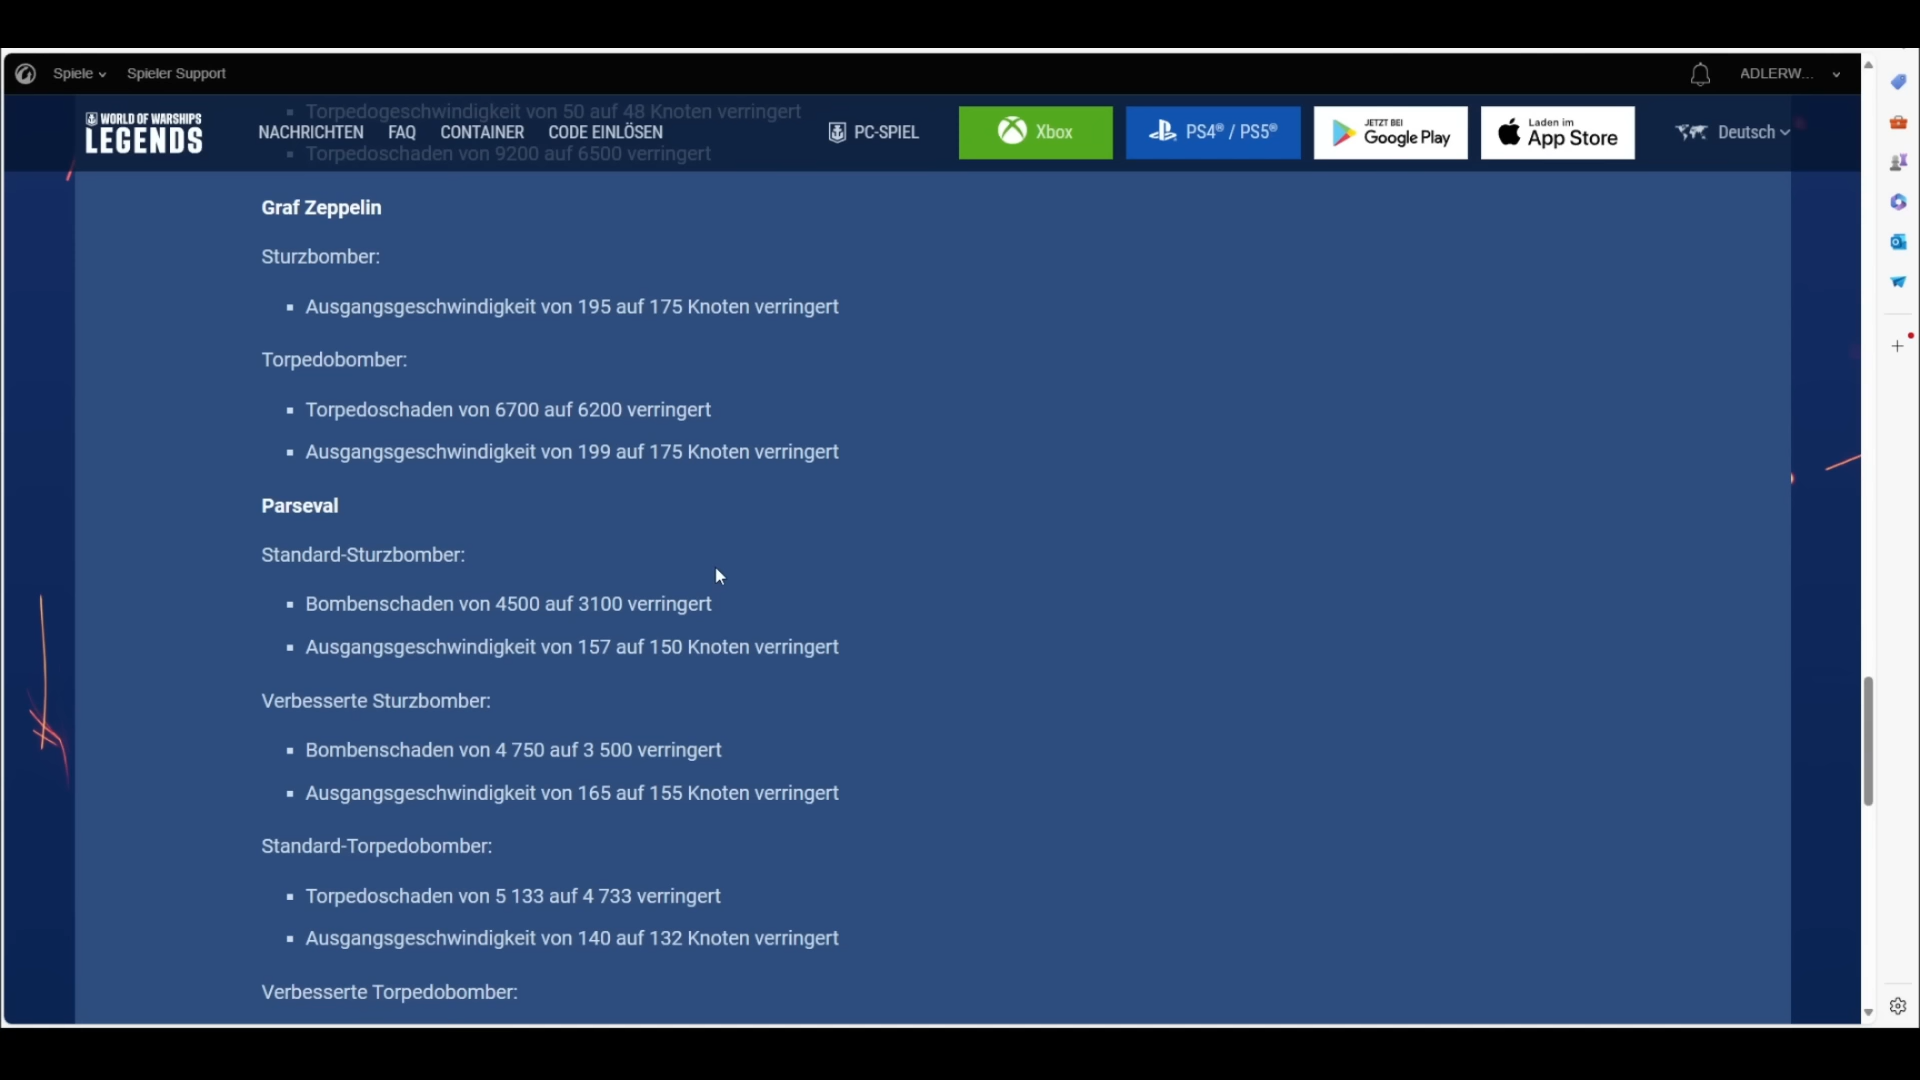 Spiele
Spieler Support
ADLERW...
Torpedogeschwindigkeit von 50 auf 48 Knoten verringert
WORLD OF WARSHIPS
LEGENDS
NACHRICHTEN
FAQ
CONTAINER
CODE EINLÖSEN
PC-SPIEL
Xbox
PS4® / PS5®
JETZT BEI
Google Play
Laden im
App Store
Deutsch
Torpedoschaden von 9200 auf 6500 verringert
Graf Zeppelin
Sturzbomber:
Ausgangsgeschwindigkeit von 195 auf 175 Knoten verringert
Torpedobomber:
Torpedoschaden von 6700 auf 6200 verringert
Ausgangsgeschwindigkeit von 199 auf 175 Knoten verringert
Parseval
Standard-Sturzbomber:
Bombenschaden von 4500 auf 3100 verringert
Ausgangsgeschwindigkeit von 157 auf 150 Knoten verringert
Verbesserte Sturzbomber:
Bombenschaden von 4 750 auf 3 500 verringert
Ausgangsgeschwindigkeit von 165 auf 155 Knoten verringert
Standard-Torpedobomber:
Torpedoschaden von 5 133 auf 4 733 verringert
Ausgangsgeschwindigkeit von 140 auf 132 Knoten verringert
Verbesserte Torpedobomber: